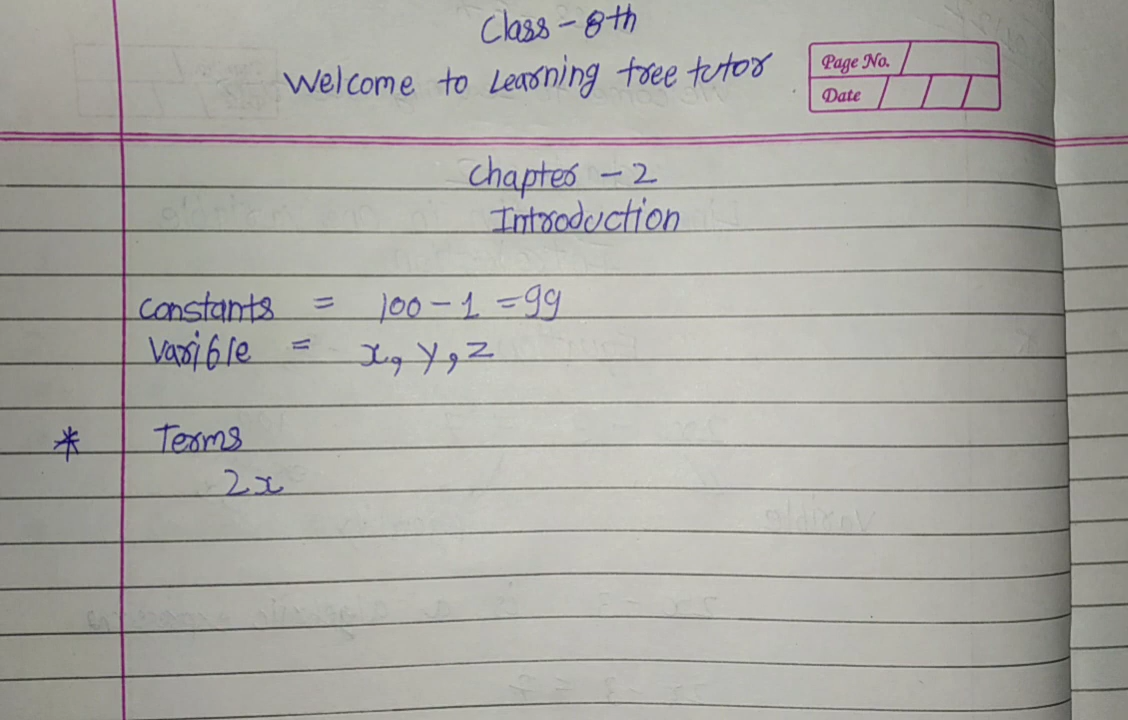 Class - 8th
Welcome to Learning free tutor
Page No.
Date
Chapter - 2
Introduction
constants = 100 - 1 = 99
Varible = x, y, z
* Terms
2x